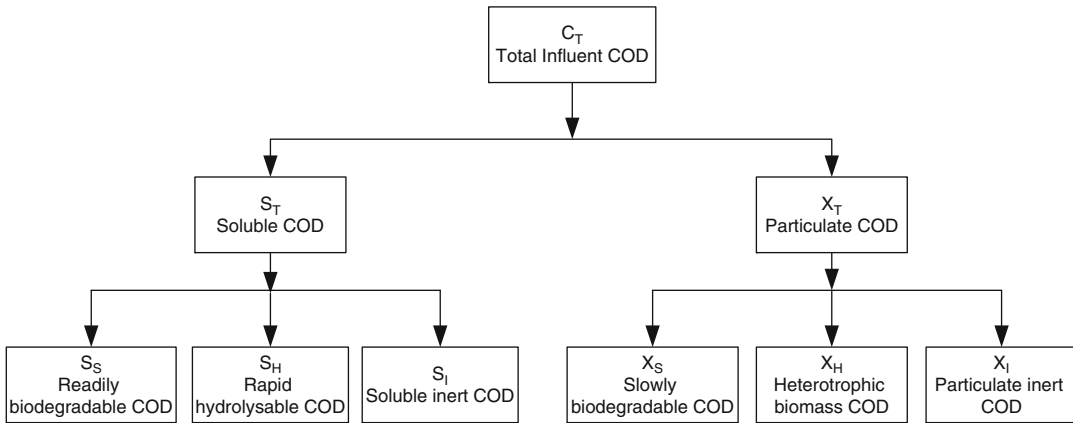 C_T
Total Influent COD
S_T
Soluble COD
X_T
Particulate COD
S_S
Readily
biodegradable COD
S_H
Rapid
hydrolysable COD
S_I
Soluble inert COD
X_S
Slowly
biodegradable COD
X_H
Heterotrophic
biomass COD
X_I
Particulate inert
COD